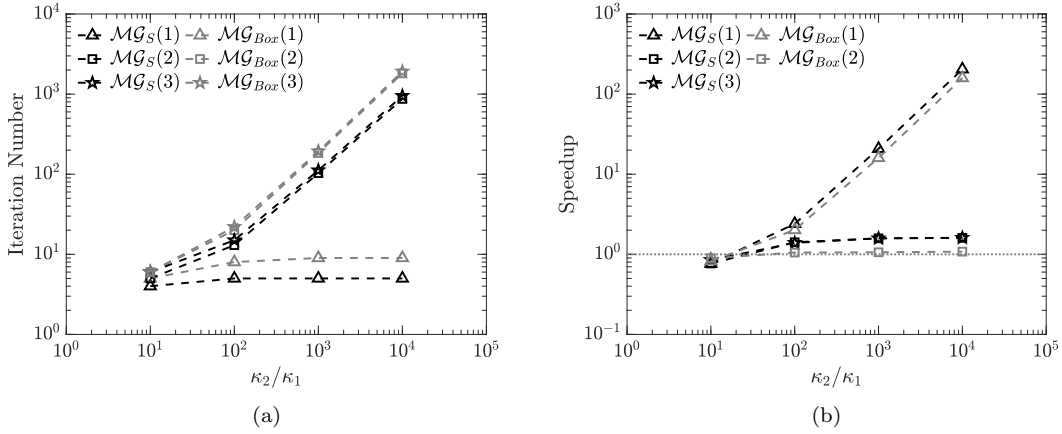 𝓜𝓖_S(1) 𝓜𝓖_Box(1)
𝓜𝓖_S(2) 𝓜𝓖_Box(2)
𝓜𝓖_S(3) 𝓜𝓖_Box(3)
Iteration Number
10^4
10^3
10^2
10^1
10^0
10^0 10^1 10^2 10^3 10^4 10^5
κ_2/κ_1
(a)
𝓜𝓖_S(1) 𝓜𝓖_Box(1)
𝓜𝓖_S(2) 𝓜𝓖_Box(2)
𝓜𝓖_S(3)
Speedup
10^3
10^2
10^1
10^0
10^-1
10^0 10^1 10^2 10^3 10^4 10^5
κ_2/κ_1
(b)